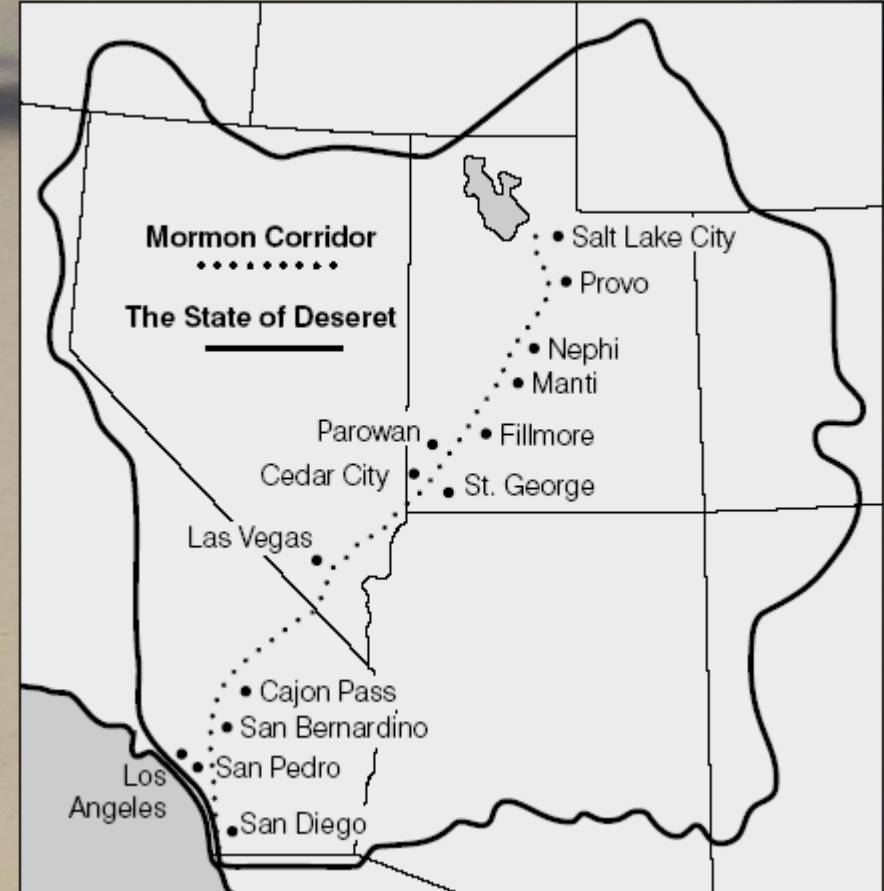 Mormon Corridor
The State of Deseret
Salt Lake City
Provo
Nephi
Manti
Parowan
Fillmore
Cedar City
St. George
Las Vegas
Cajon Pass
San Bernardino
San Pedro
Los
Angeles
San Diego